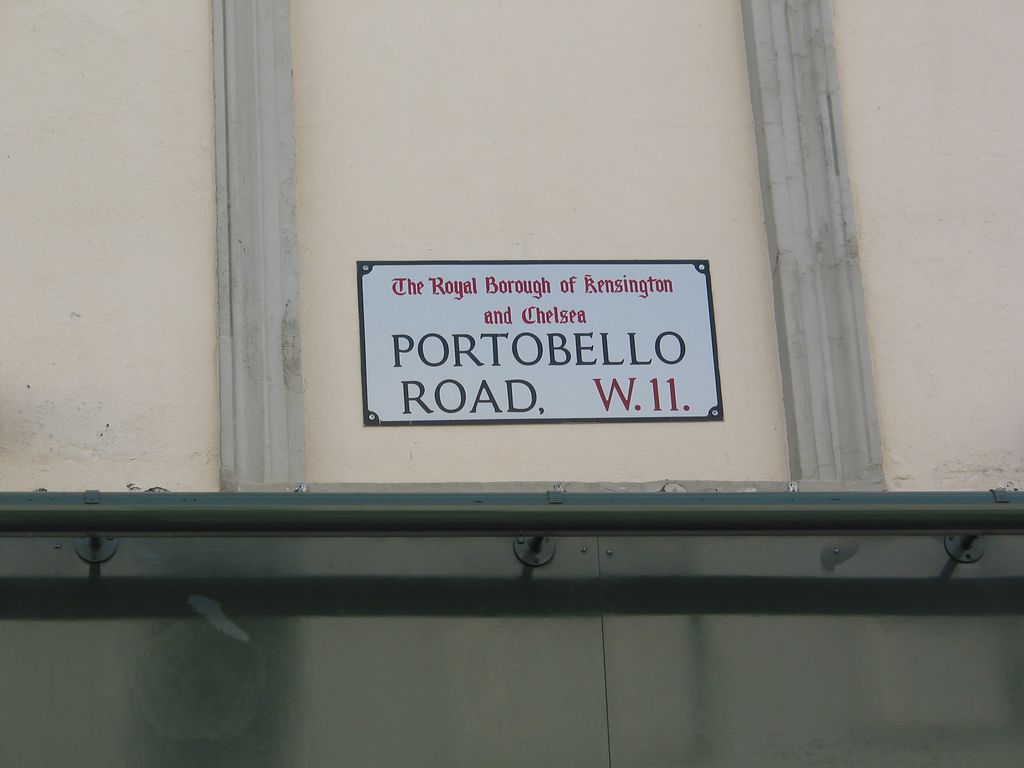 The Royal Borough of Kensington
and Chelsea
PORTOBELLO
ROAD, W.11.